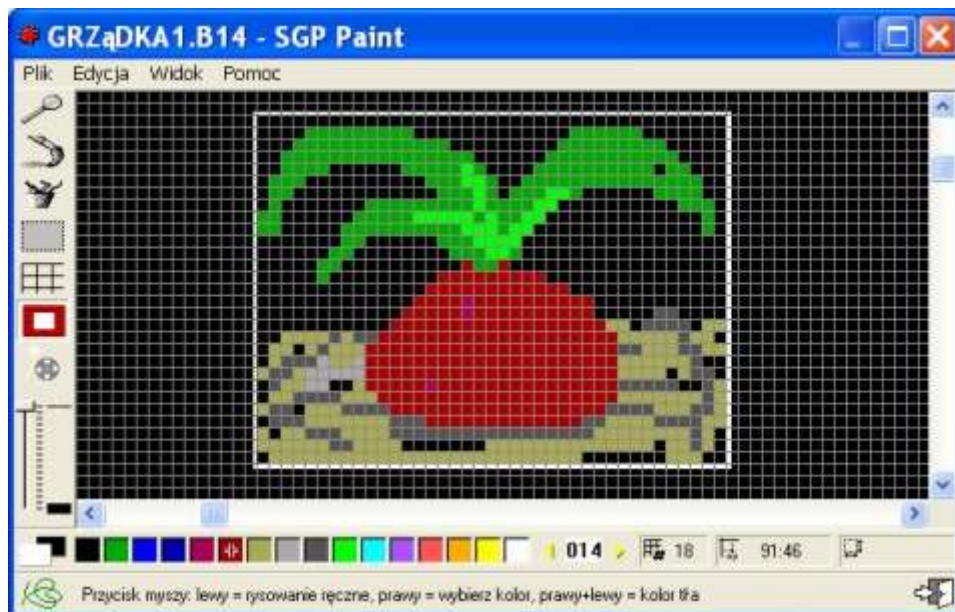 GRZąDKA1.B14 - SGP Paint
Plik Edycja Widok Pomoc
014 18 91:46
Przycisk myszy: lewy = rysowanie ręczne, prawy = wybierz kolor, prawy+lewy = kolor tła